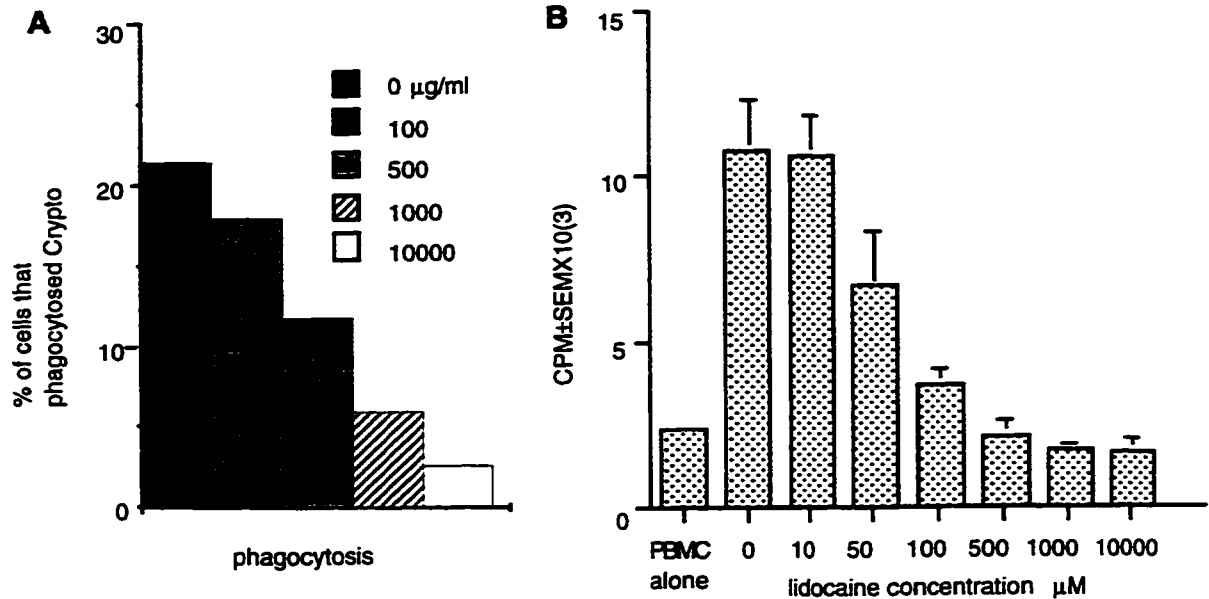 A
30
20
10
0
% of cells that
phagocytosed Crypto
0 µg/ml
100
500
1000
10000
phagocytosis
B
15
10
5
0
CPM±SEMX10(3)
PBMC
alone
0 10 50 100 500 1000 10000
lidocaine concentration µM